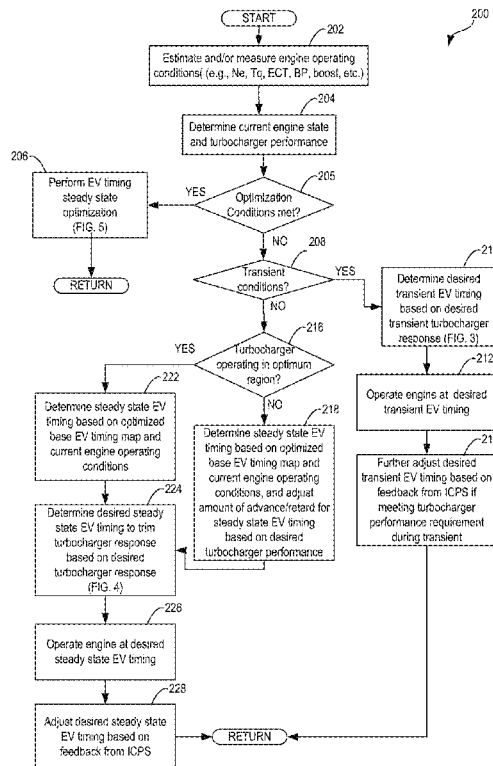 START
200
202
Estimate and/or measure engine operating
conditions( (e.g., Ne, Tq, ECT, BP, boost, etc.)
204
Determine current engine state
and turbocharger performance
206
Perform EV timing
steady state
optimization
(FIG. 5)
YES
205
Optimization
Conditions met?
NO
RETURN
208
Transient
conditions?
YES
NO
21
Determine desired
transient EV timing
based on desired
transient turbocharger
response (FIG. 3)
212
Operate engine at desired
transient EV timing
21
Further adjust desired
transient EV timing based on
feedback from ICPS if
meeting turbocharger
performance requirement
during transient
216
Turbocharger
operating in optimum
region?
YES
NO
222
Determine steady state EV
timing based on optimized
base EV timing map and
current engine operating
conditions
218
Determine steady state EV
timing based on optimized
base EV timing map and
current engine operating
conditions, and adjust
amount of advance/retard for
steady state EV timing
based on desired
turbocharger performance
224
Determine desired steady
state EV timing to trim
turbocharger response
based on desired
turbocharger response
(FIG. 4)
226
Operate engine at desired
steady state EV timing
228
Adjust desired steady state
EV timing based on
feedback from ICPS
RETURN